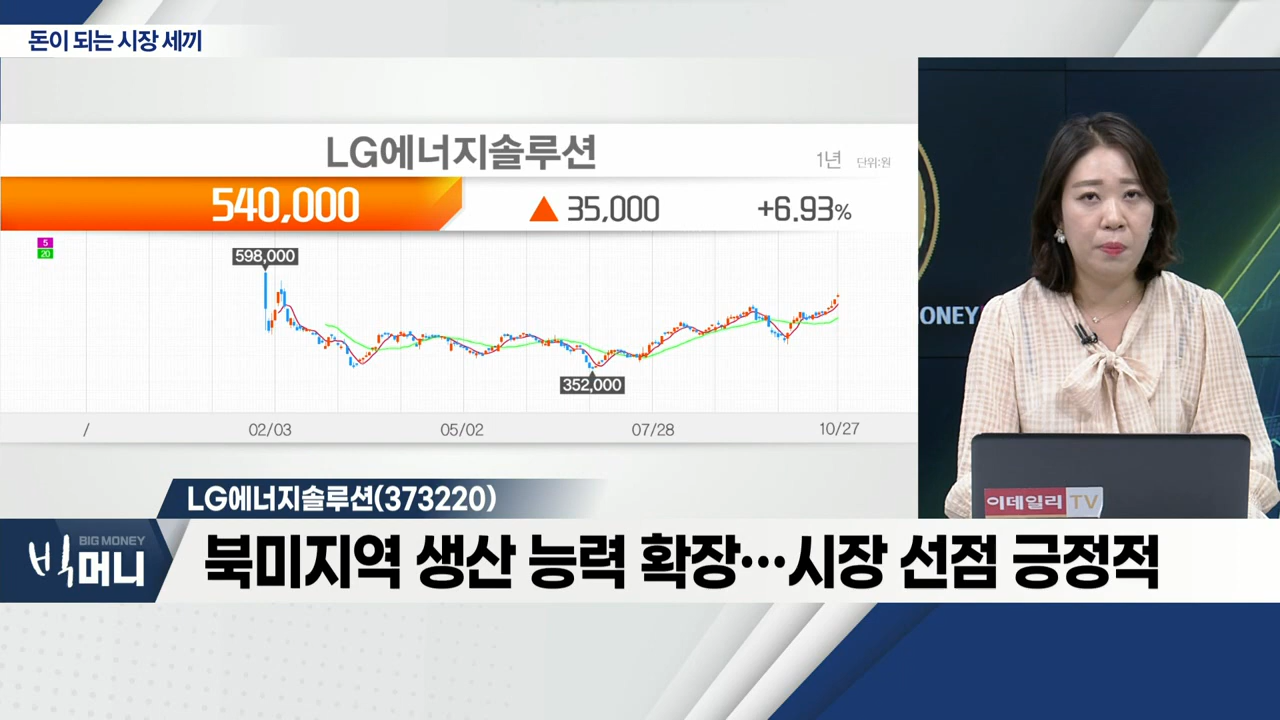 돈이 되는 시장 세끼
LG에너지솔루션
1년 단위:원
540,000 ▲ 35,000 +6.93%
5
20
598,000
352,000
/ 02/03 05/02 07/28 10/27
ONEY
이데일리 TV
LG에너지솔루션(373220)
BIG MONEY
빅머니
북미지역 생산 능력 확장…시장 선점 긍정적